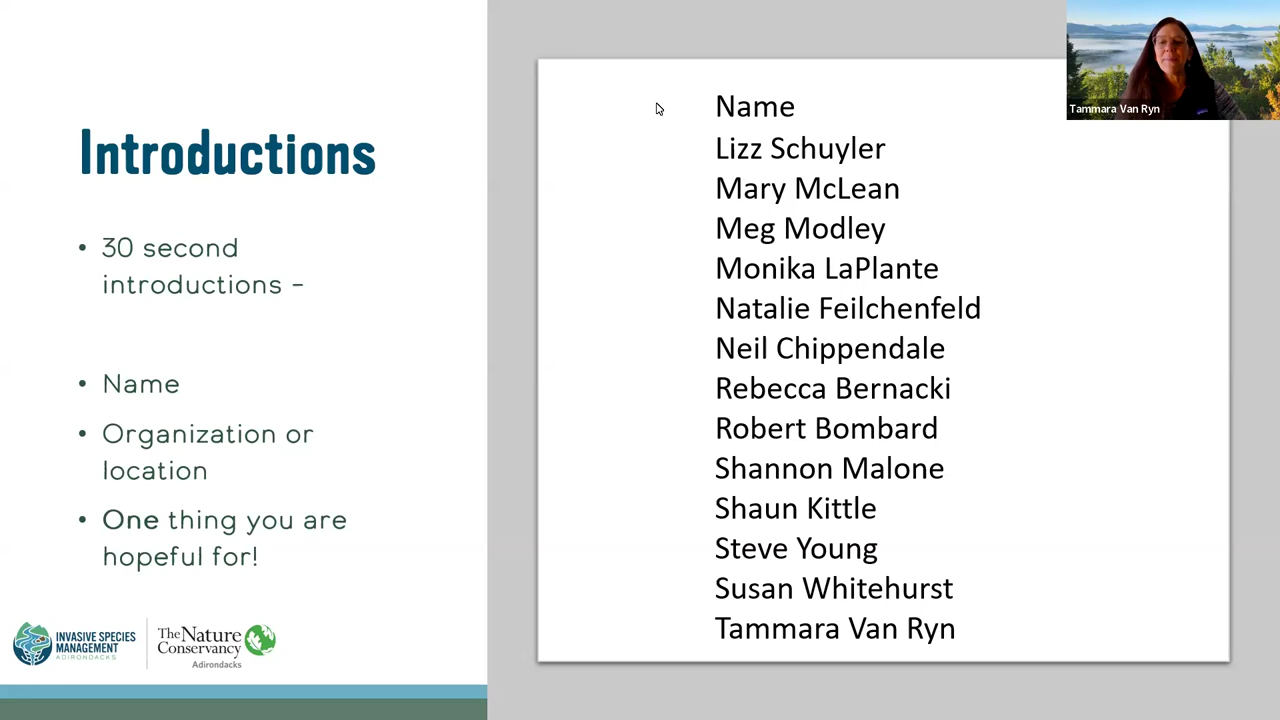 Introductions
• 30 second
introductions –
• Name
• Organization or
location
• One thing you are
hopeful for!
INVASIVE SPECIES
MANAGEMENT
ADIRONDACKS
The Nature
Conservancy
Adirondacks
Name
Lizz Schuyler
Mary McLean
Meg Modley
Monika LaPlante
Natalie Feilchenfeld
Neil Chippendale
Rebecca Bernacki
Robert Bombard
Shannon Malone
Shaun Kittle
Steve Young
Susan Whitehurst
Tammara Van Ryn
Tammara Van Ryn